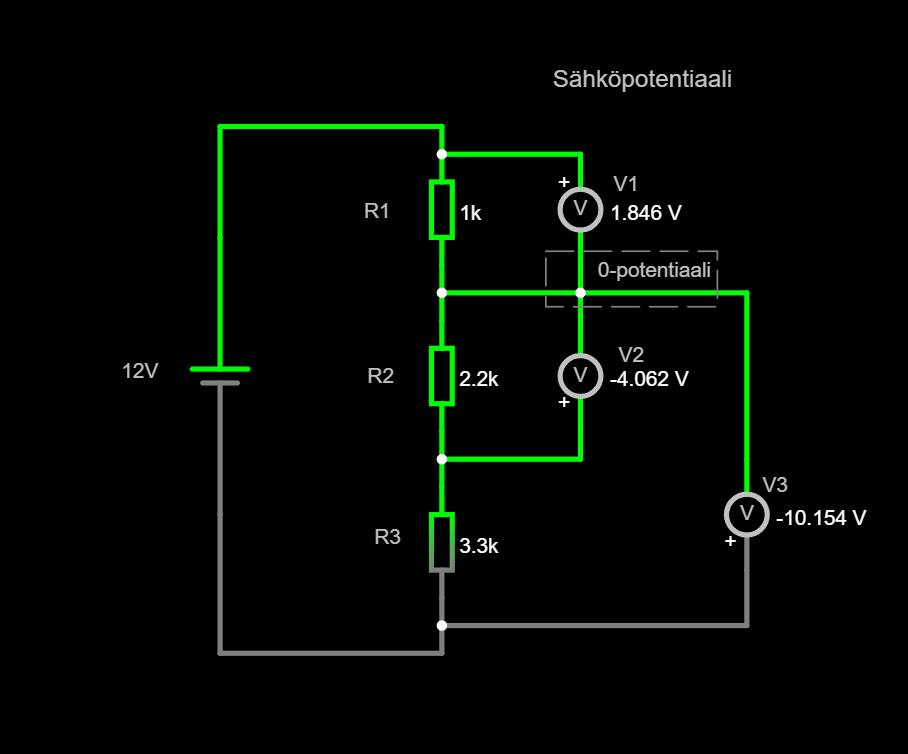 Sähköpotentiaali
+
V1
R1
1k
V
1.846 V
0-potentiaali
12V
R2
2.2k
V
V2
-4.062 V
+
V3
R3
3.3k
V
-10.154 V
+